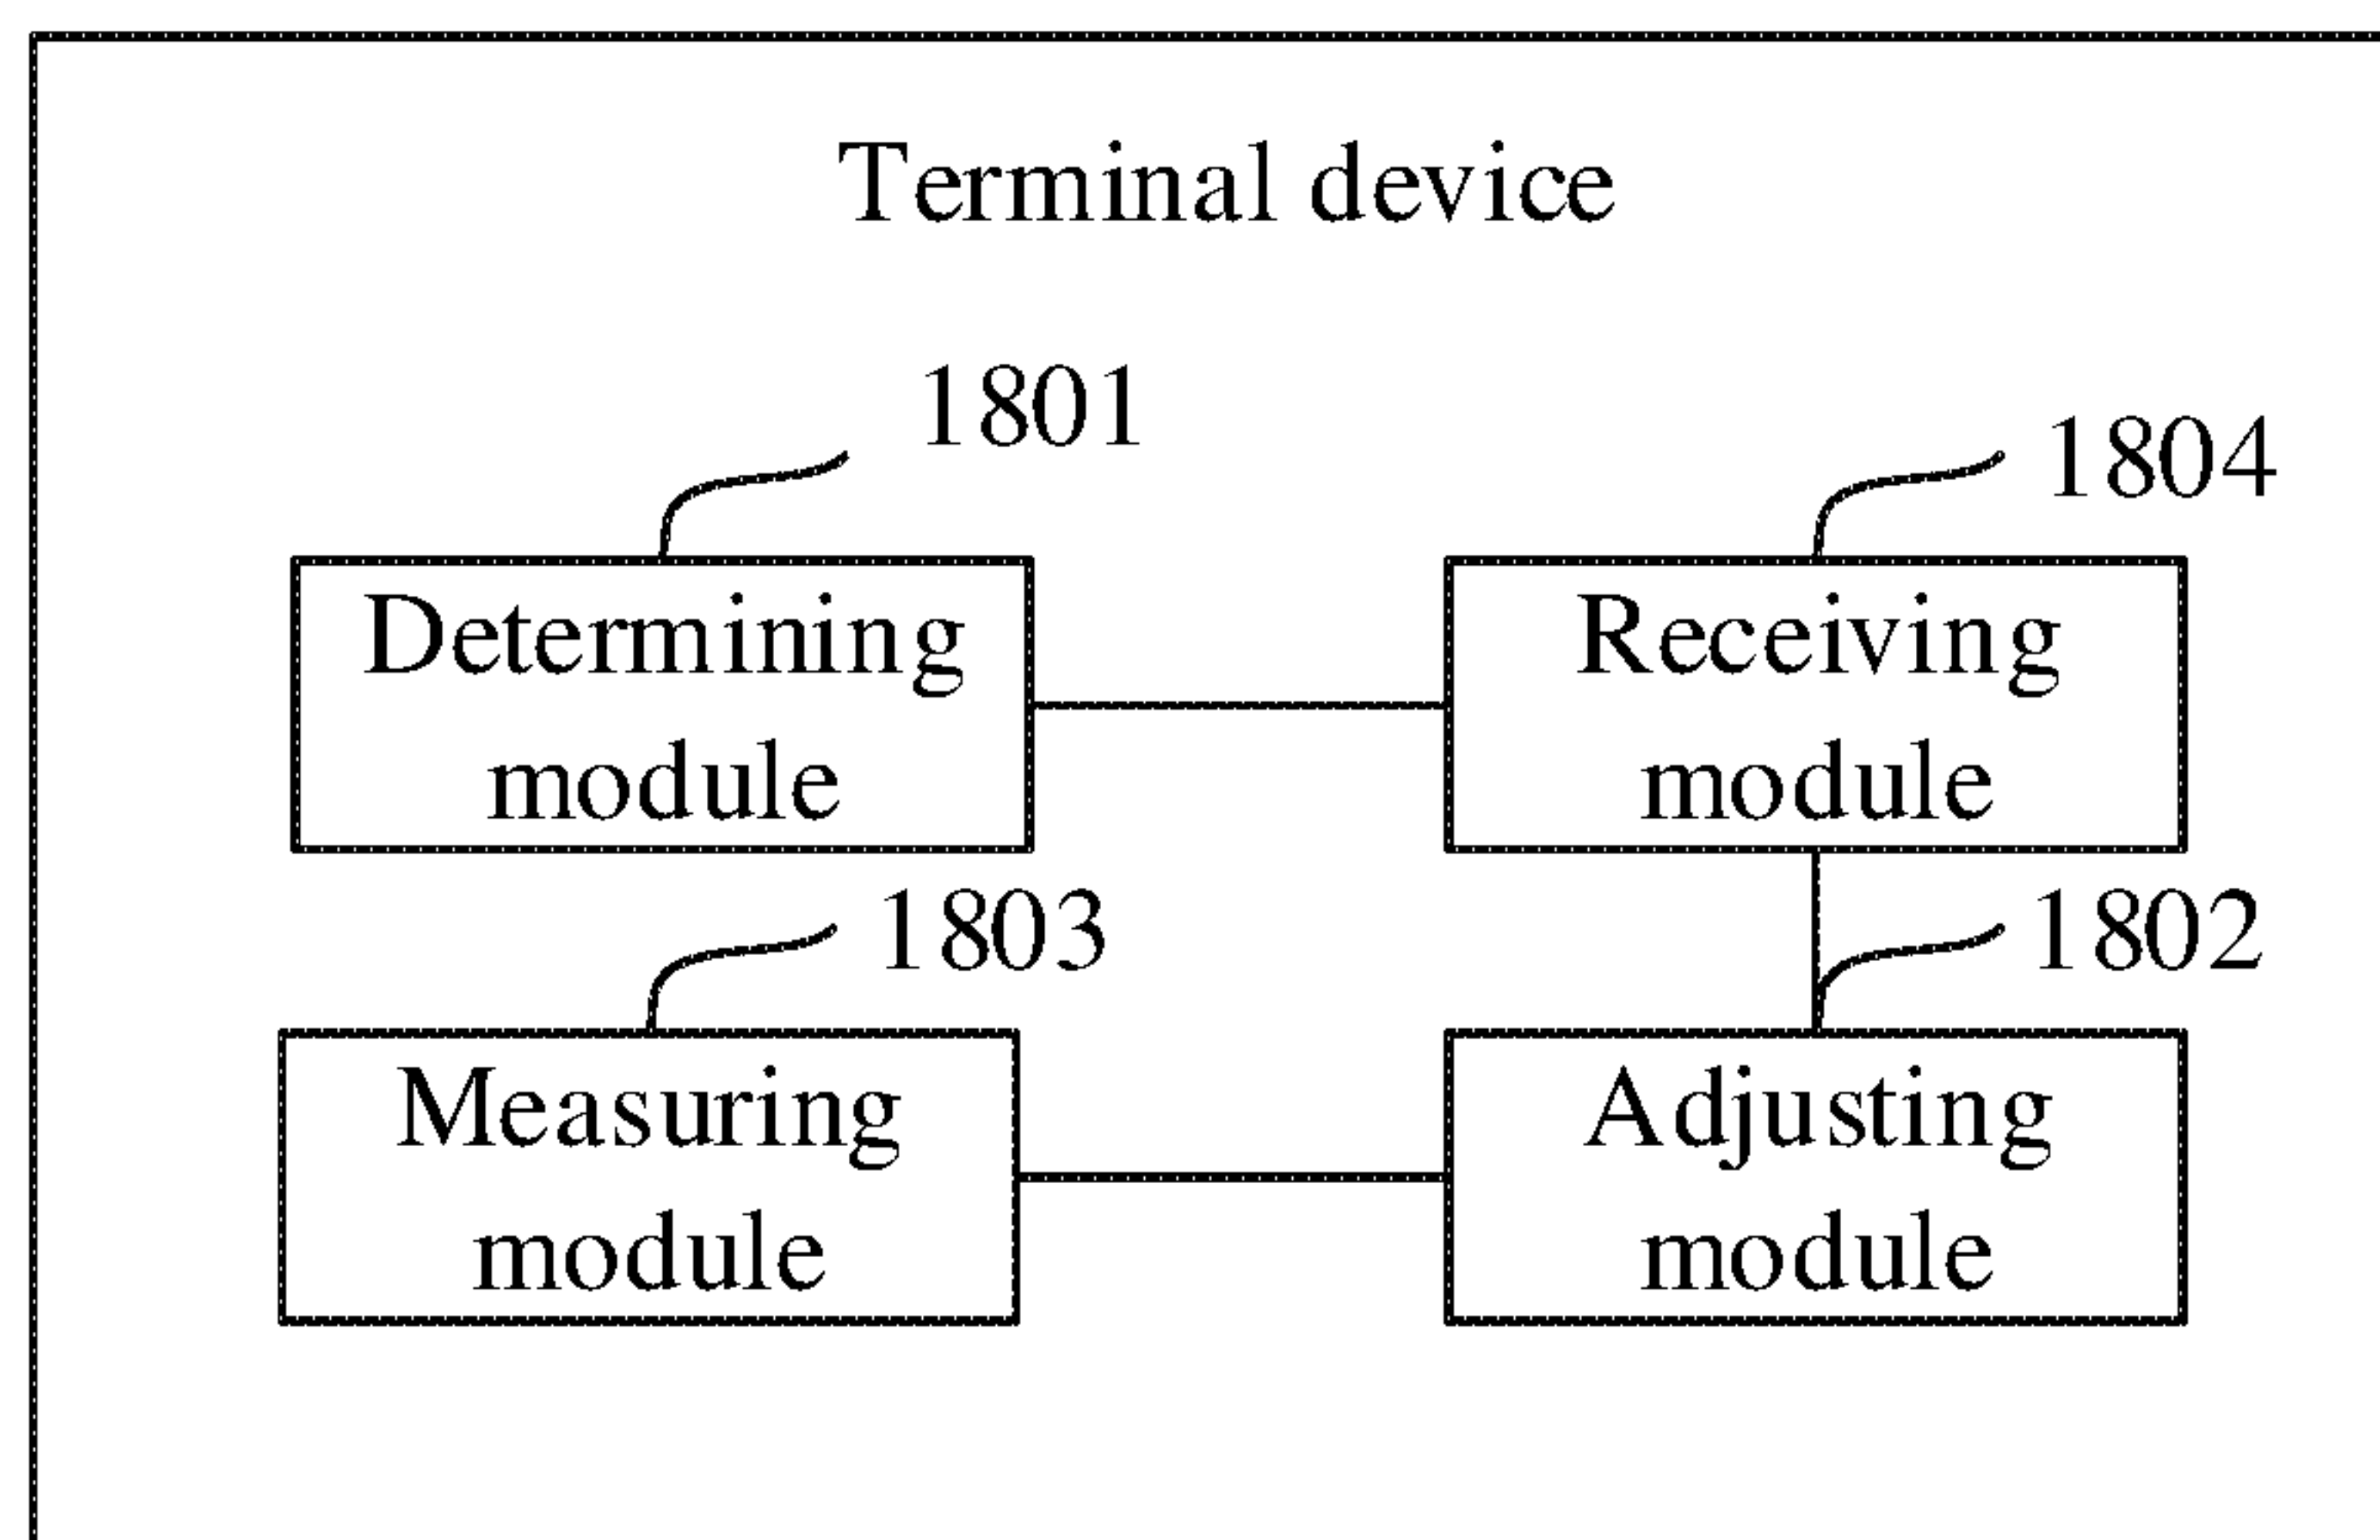 Terminal device
1801
1804
Determining
module
Receiving
module
1803
1802
Measuring
module
Adjusting
module